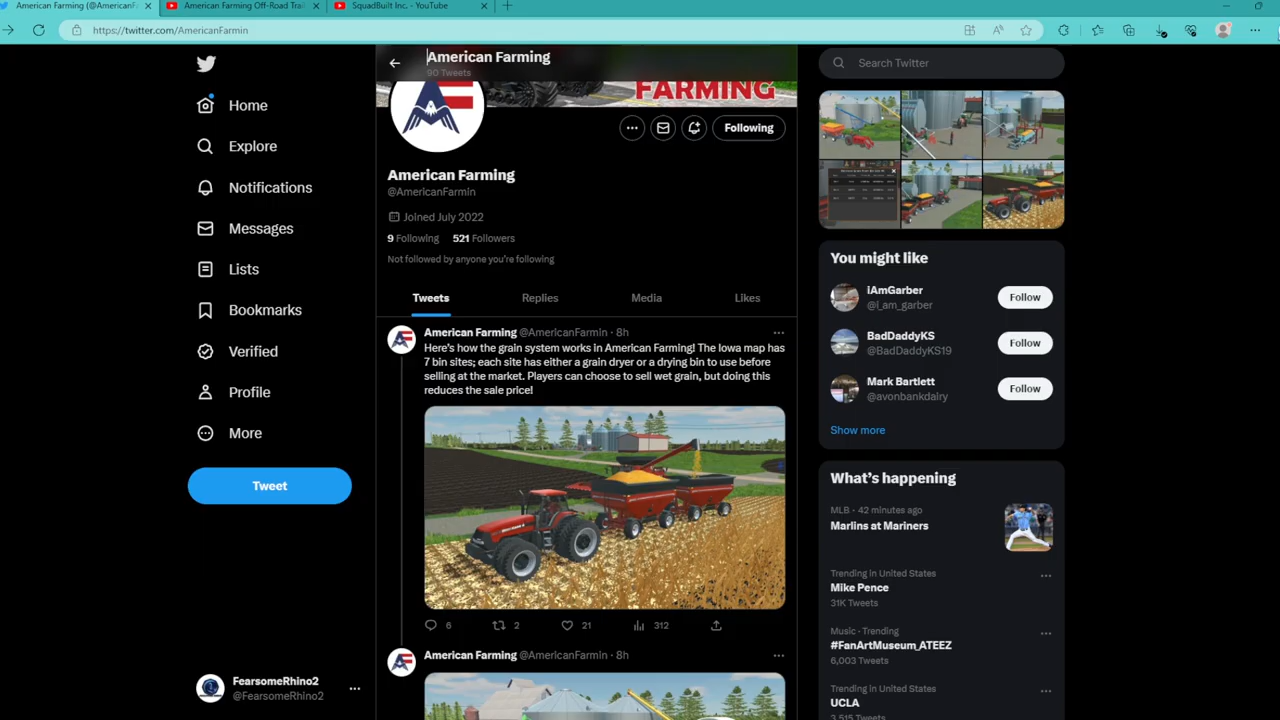 American Farming (@AmericanF
American Farming Off-Road Trai
SquadBuilt Inc. - YouTube
https://twitter.com/AmericanFarmin
Home
Explore
Notifications
Messages
Lists
Bookmarks
Verified
Profile
More
Tweet
FearsomeRhino2
@FearsomeRhino2
American Farming
90 Tweets
FARMING
Following
American Farming
@AmericanFarmin
Joined July 2022
9 Following 521 Followers
Not followed by anyone you're following
Tweets Replies Media Likes
American Farming @AmericanFarmin · 8h
Here's how the grain system works in American Farming! The Iowa map has
7 bin sites; each site has either a grain dryer or a drying bin to use before
selling at the market. Players can choose to sell wet grain, but doing this
reduces the sale price!
6 2 21 312
American Farming @AmericanFarmin · 8h
Search Twitter
You might like
iAmGarber
@i_am_garber
Follow
BadDaddyKS
@BadDaddyKS19
Follow
Mark Bartlett
@avonbankdairy
Follow
Show more
What's happening
MLB · 42 minutes ago
Marlins at Mariners
Trending in United States
Mike Pence
31K Tweets
Music · Trending
#FanArtMuseum_ATEEZ
6,003 Tweets
Trending in United States
UCLA
3,515 Tweets